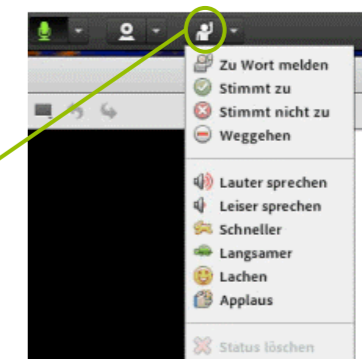 Zu Wort melden
Stimmt zu
Stimmt nicht zu
Weggehen
Lauter sprechen
Leiser sprechen
Schneller
Langsamer
Lachen
Applaus
Status löschen